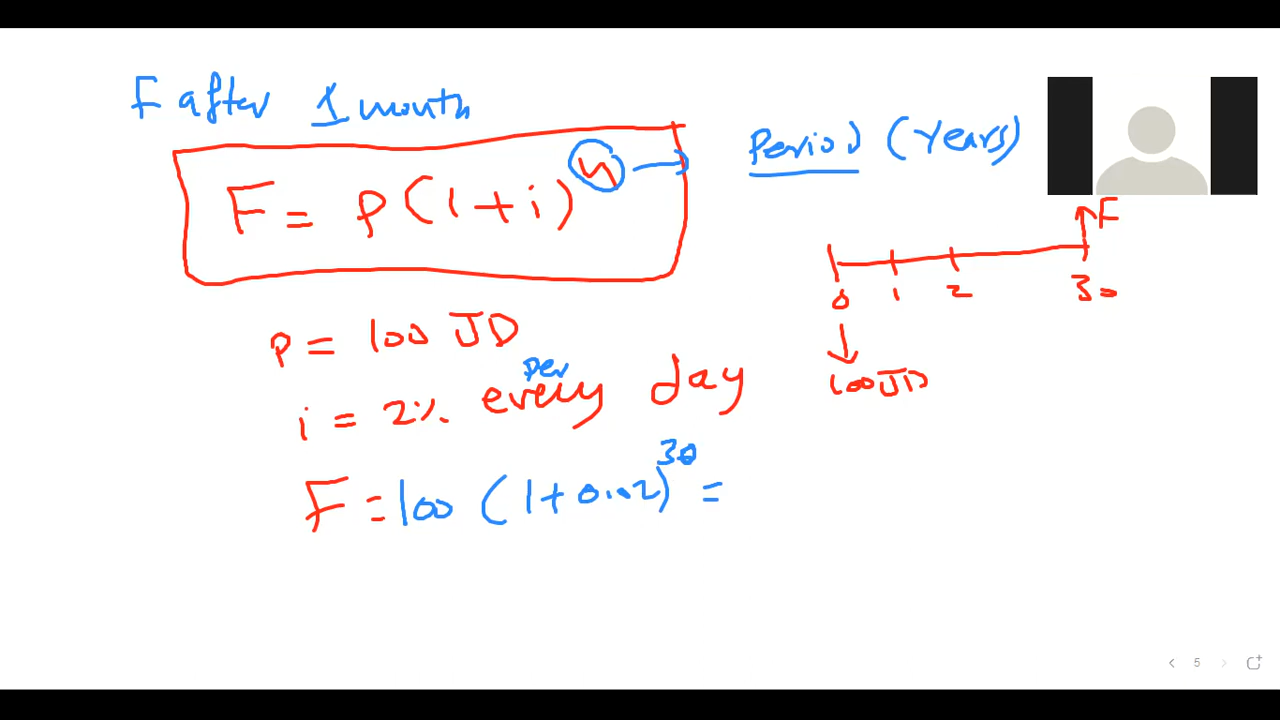 F after 1 month
F = P(1+i)^n → Period (Years)
F
0 1 2 30
100 JD
P = 100 JD
per
i = 2% every day
F = 100 (1+0.02)^30 =
5